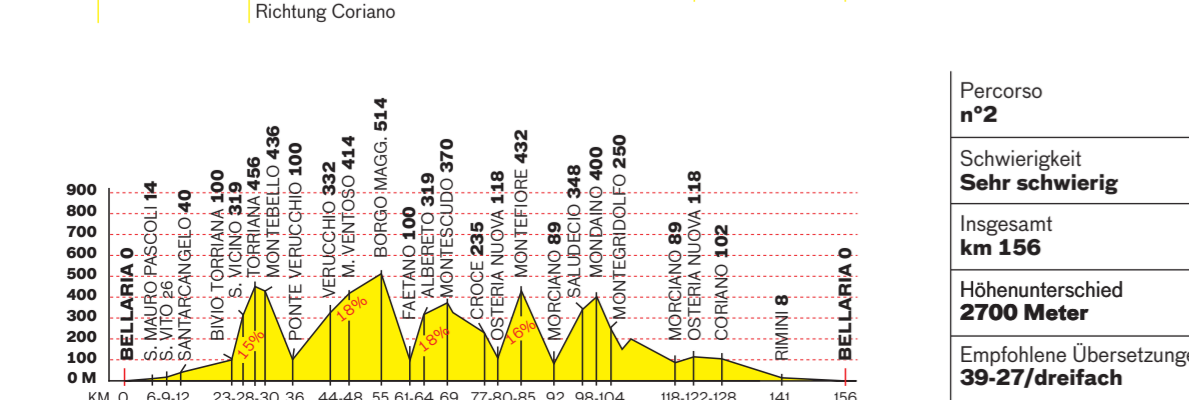 Richtung Coriano
900
800
700
600
500
400
300
200
100
0 M
BELLARIA 0
S. MAURO PASCOLI 14
S. VITO 26
SANTARCANGELO 40
BIVIO TORRIANA 100
S. VICINO 319
TORRIANA 456
MONTEBELLO 436
PONTE VERUCCHIO 100
VERUCCHIO 332
M. VENTOSO 414
BORGO MAGG. 514
FAETANO 100
ALBERETO 319
MONTESCUDO 370
CROCE 235
OSTERIA NUOVA 118
MONTEFIORE 432
MORCIANO 89
SALUDECIO 348
MONDAINO 400
MONTEGRIDOLFO 250
MORCIANO 89
OSTERIA NUOVA 118
CORIANO 102
RIMINI 8
BELLARIA 0
15%
18%
18%
16%
KM 0 6-9-12 23-28-30 36 44-48 55 61-64 69 77-80-85 92 98-104 118-122-128 141 156
Percorso
n°2
Schwierigkeit
Sehr schwierig
Insgesamt
km 156
Höhenunterschied
2700 Meter
Empfohlene Übersetzunge
39-27/dreifach